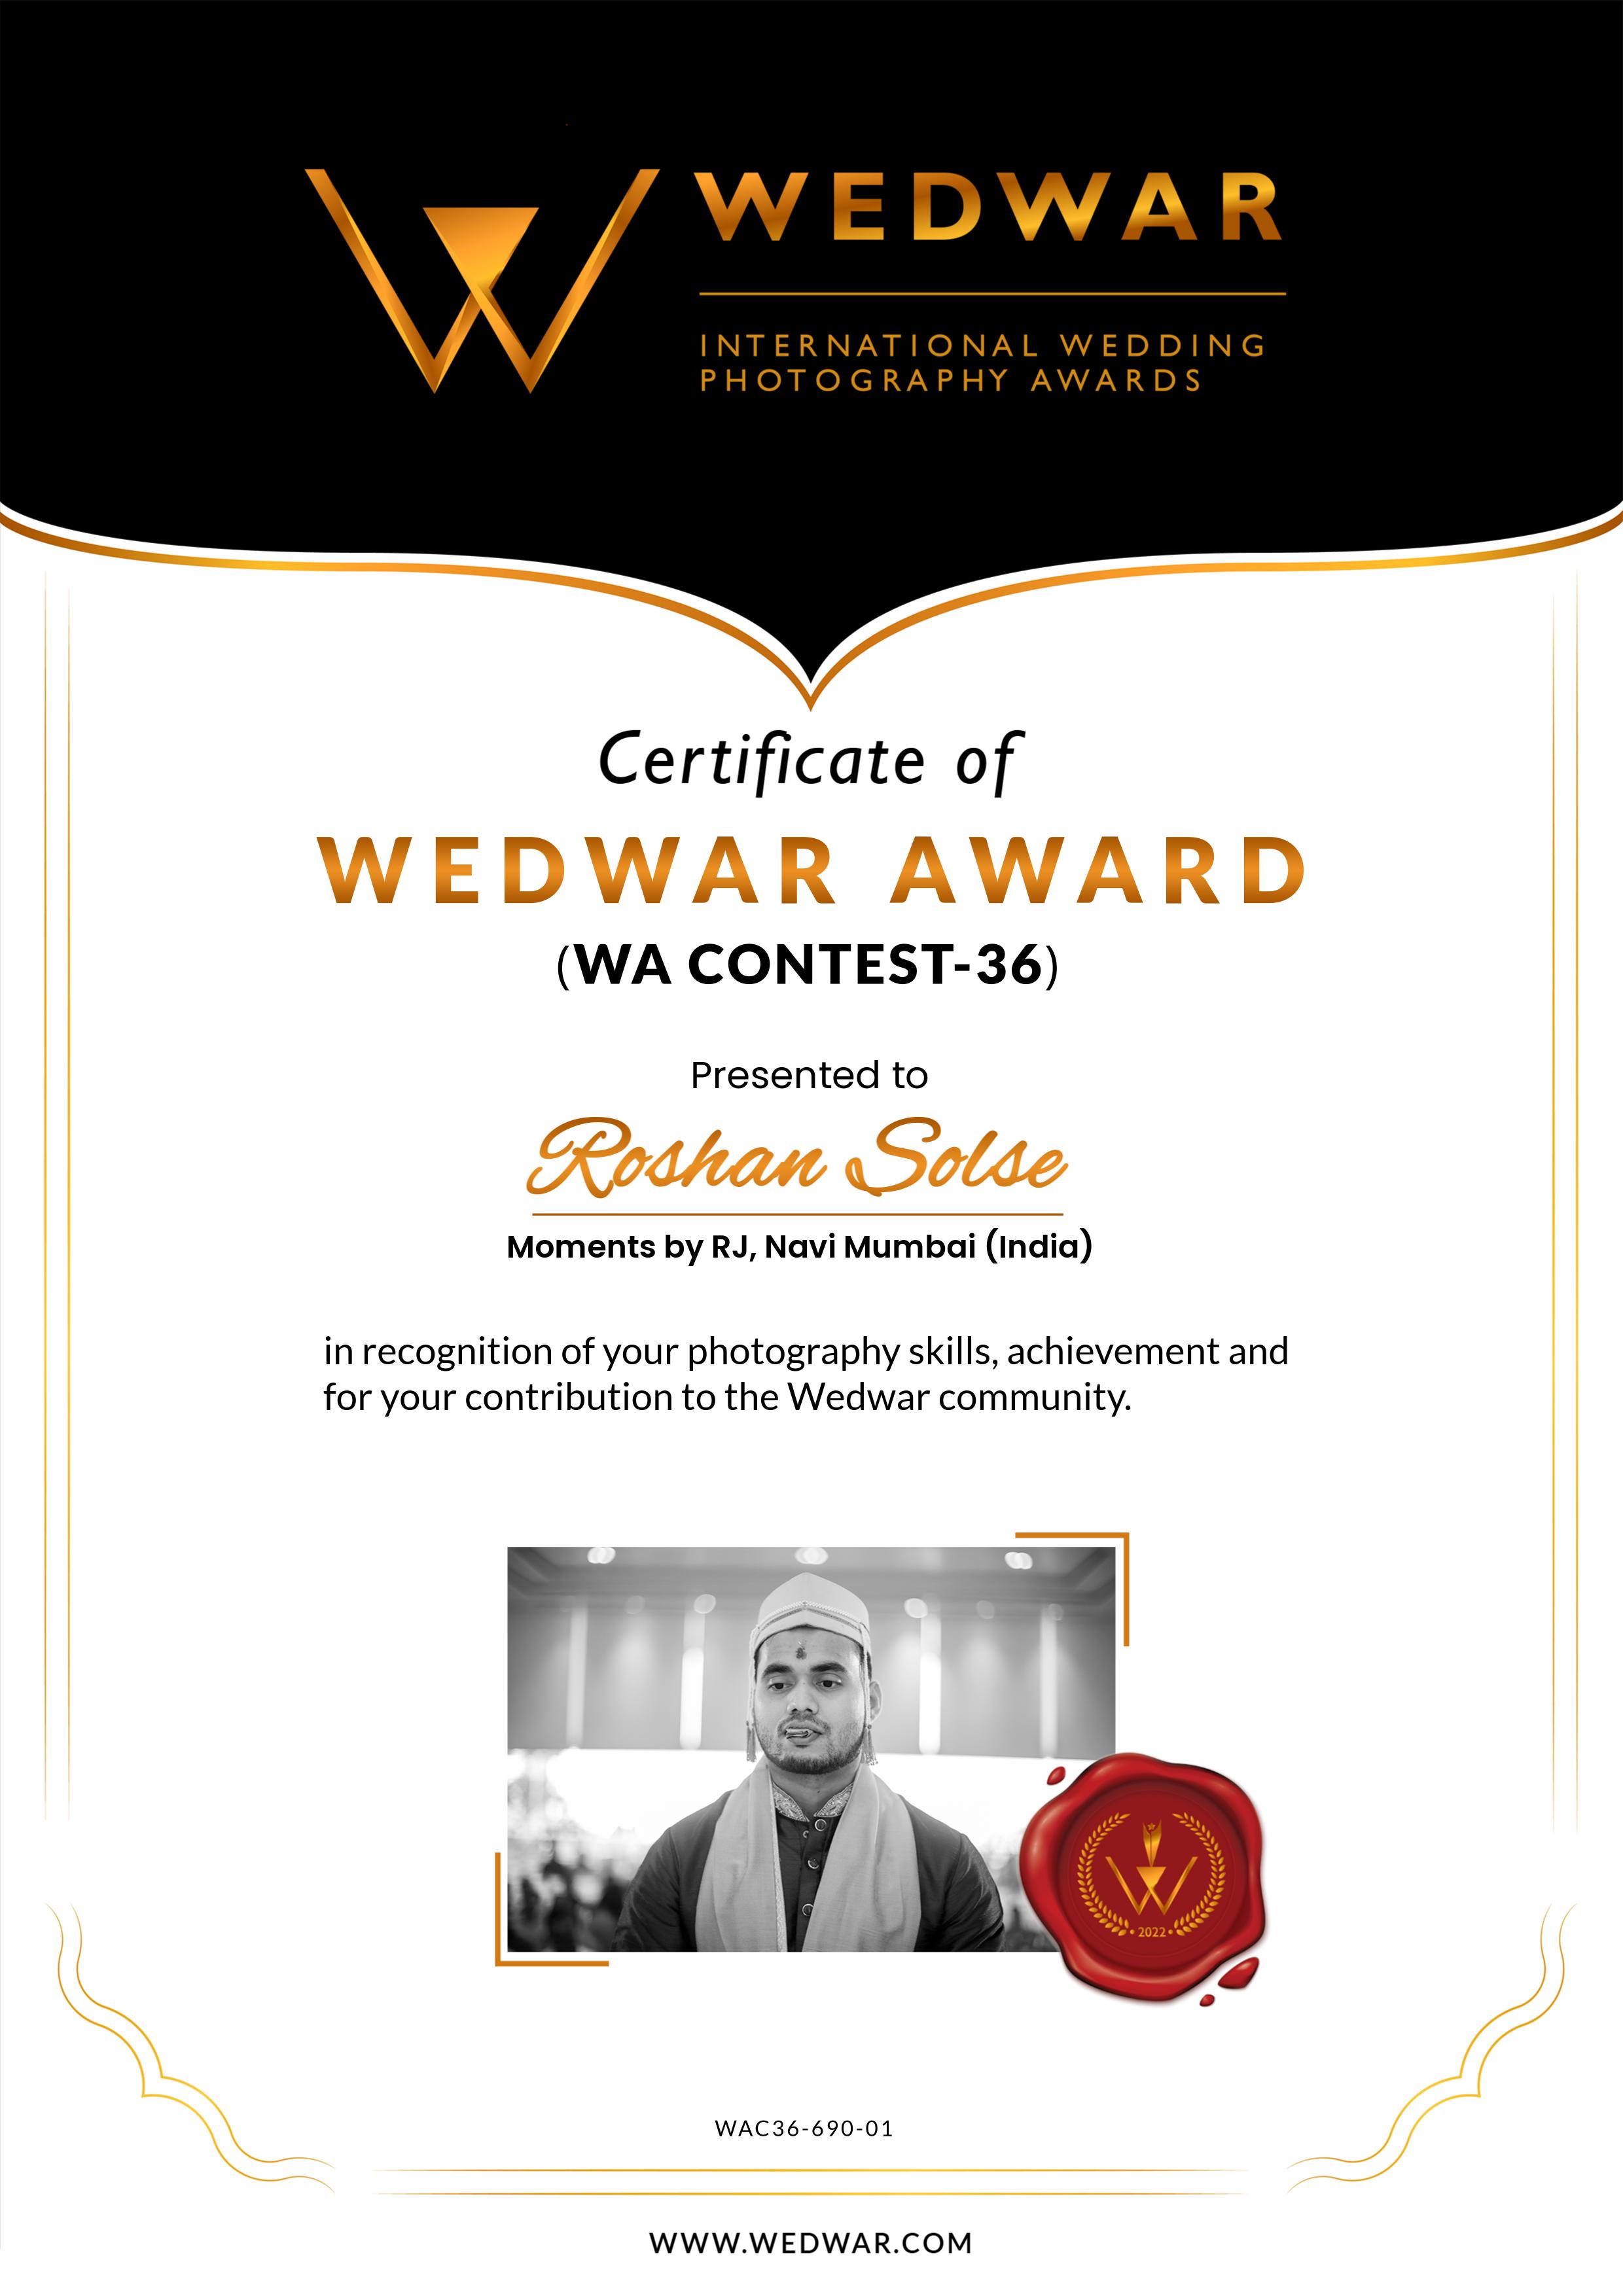 WEDWAR
INTERNATIONAL WEDDING
PHOTOGRAPHY AWARDS
Certificate of
WEDWAR AWARD
(WA CONTEST-36)
Presented to
Roshan Solse
Moments by RJ, Navi Mumbai (India)
in recognition of your photography skills, achievement and
for your contribution to the Wedwar community.
2022
WAC36-690-01
WWW.WEDWAR.COM